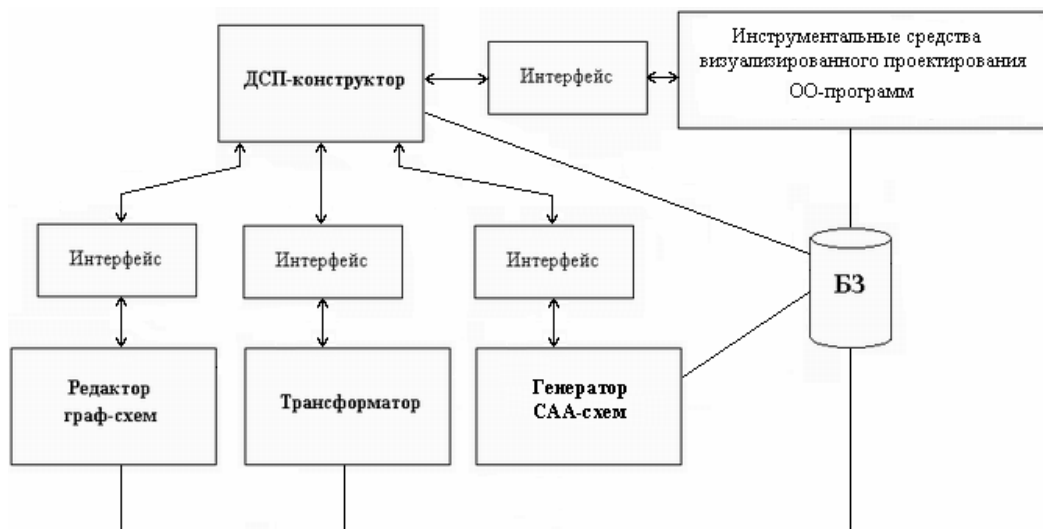 ДСП-конструктор
Интерфейс
Инструментальные средства
визуализированного проектирования
ОО-программ
Интерфейс
Интерфейс
Интерфейс
БЗ
Редактор
граф-схем
Трансформатор
Генератор
САА-схем